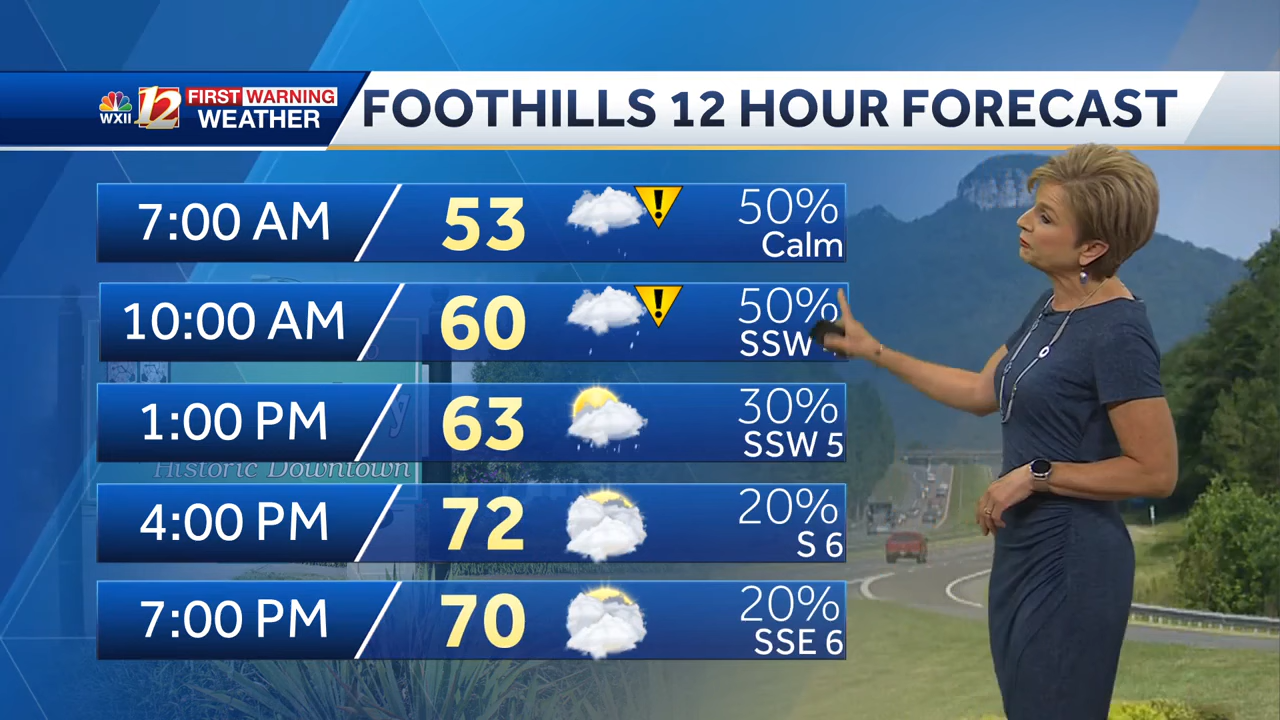 WXII 12 FIRST WARNING WEATHER
FOOTHILLS 12 HOUR FORECAST
7:00 AM 53 ! 50% Calm
10:00 AM 60 ! 50% SSW
1:00 PM 63 30% SSW 5
Historic Downtown
4:00 PM 72 20% S 6
7:00 PM 70 20% SSE 6